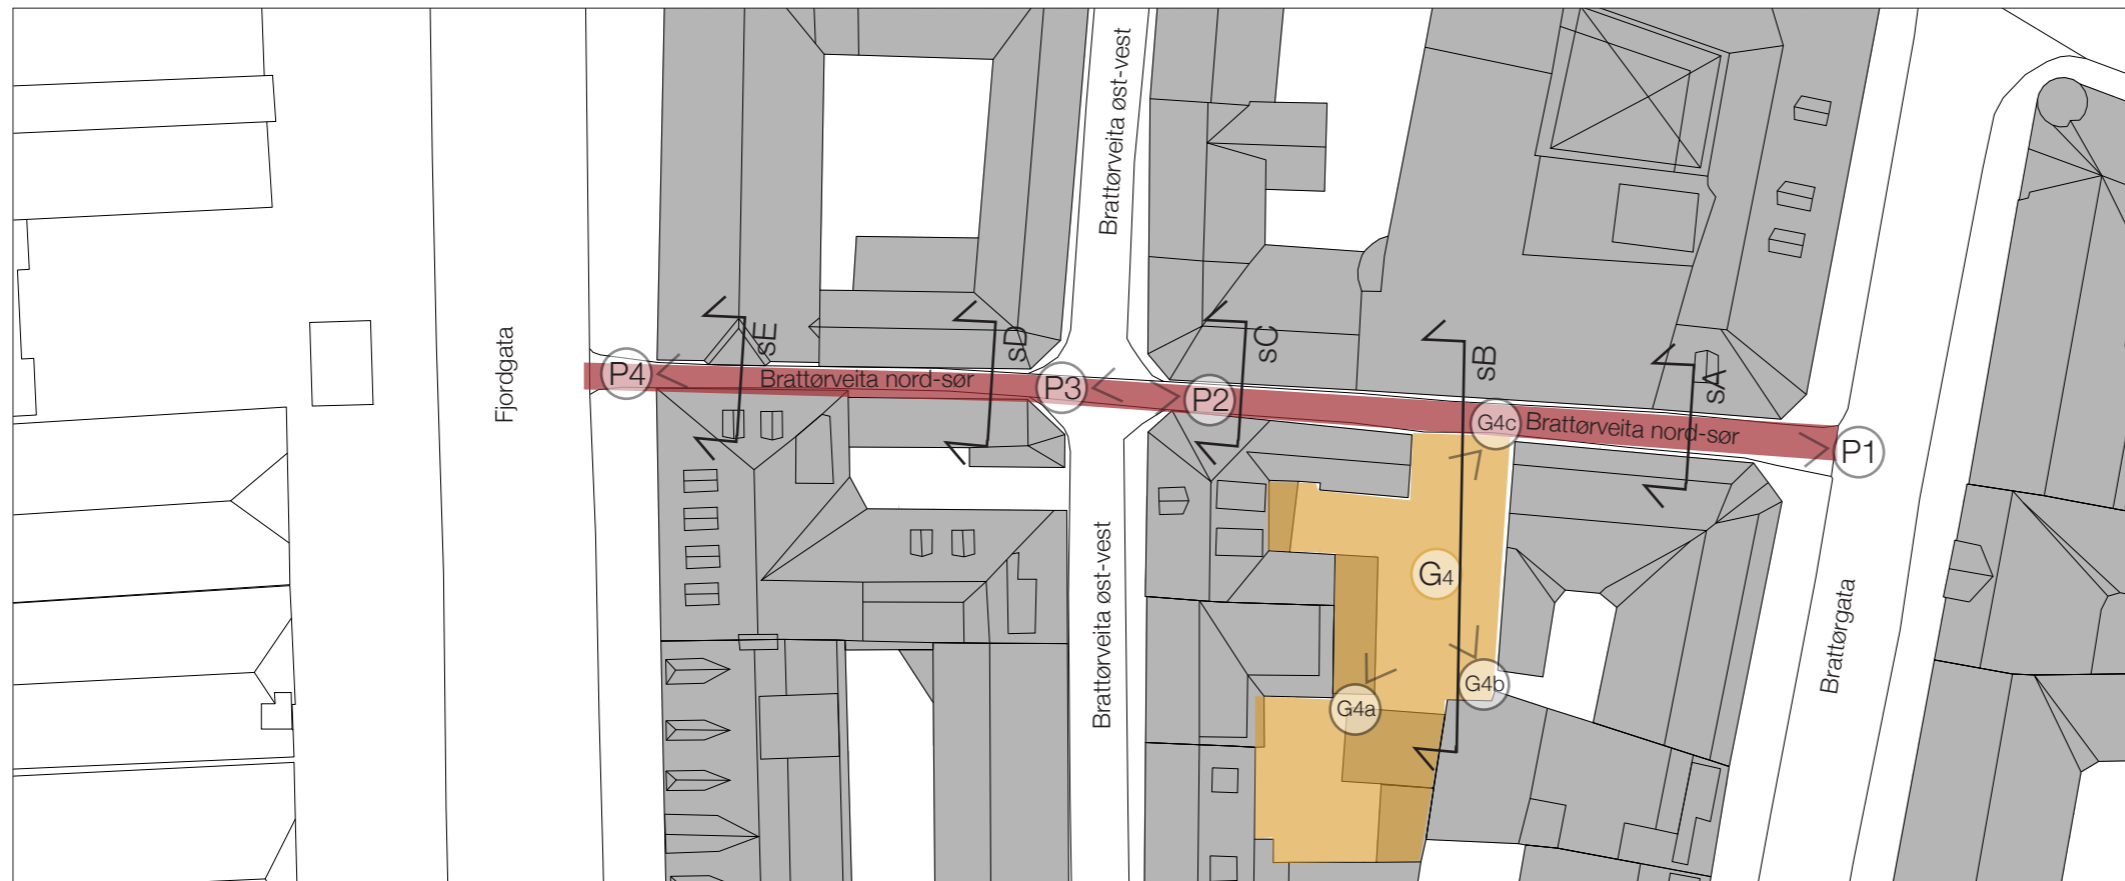 Brattørveita øst-vest
Fjordgata
sE
sD
sC
sB
sA
P4
Brattørveita nord-sør
P3
P2
G4c
Brattørveita nord-sør
P1
Brattørveita øst-vest
G4
Brattørgata
G4a
G4b